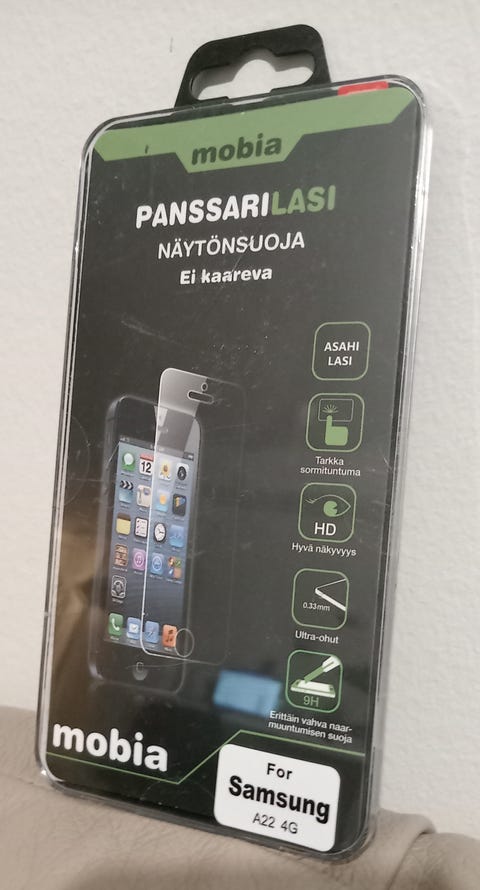 mobia
PANSSARILASI
NÄYTÖNSUOJA
Ei kaareva
ASAHI
LASI
Tarkka
sormituntuma
HD
Hyvä näkyvyys
0.33mm
Ultra-ohut
9H
Erittäin vahva naar-
muuntumisen suoja
12
mobia
For
Samsung
A22 4G